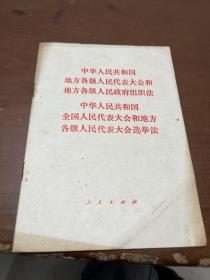 中华人民共和国
地方各级人民代表大会和
地方各级人民政府组织法
中华人民共和国
全国人民代表大会和地方
各级人民代表大会选举法
人民出版社